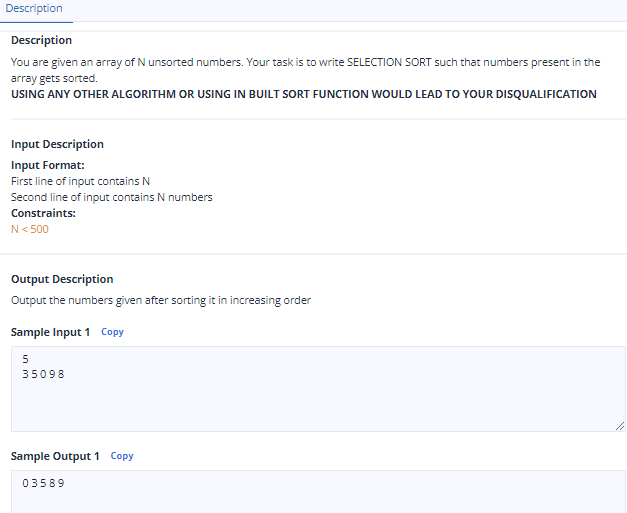 Description
Description
You are given an array of N unsorted numbers. Your task is to write SELECTION SORT such that numbers present in the
array gets sorted.
USING ANY OTHER ALGORITHM OR USING IN BUILT SORT FUNCTION WOULD LEAD TO YOUR DISQUALIFICATION
Input Description
Input Format:
First line of input contains N
Second line of input contains N numbers
Constraints:
N < 500
Output Description
Output the numbers given after sorting it in increasing order
Sample Input 1 Copy
5
3 5 0 9 8
Sample Output 1 Copy
0 3 5 8 9